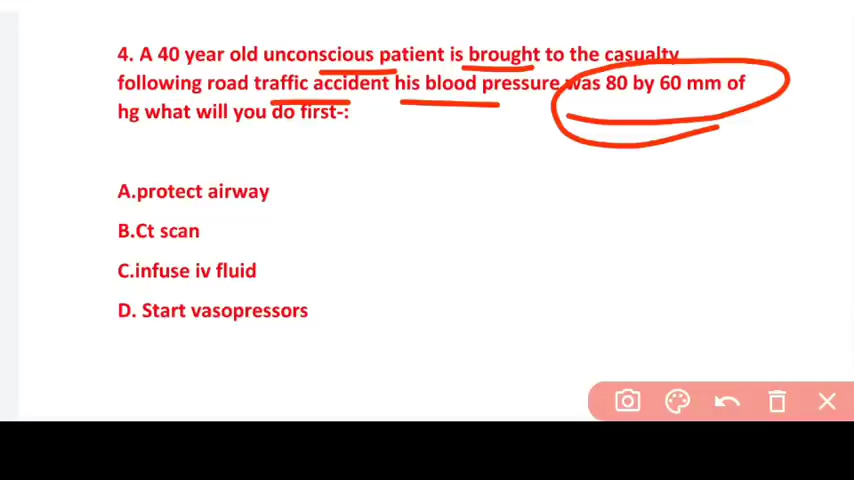 4. A 40 year old unconscious patient is brought to the casualty
following road traffic accident his blood pressure was 80 by 60 mm of
hg what will you do first-:
A.protect airway
B.Ct scan
C.infuse iv fluid
D. Start vasopressors